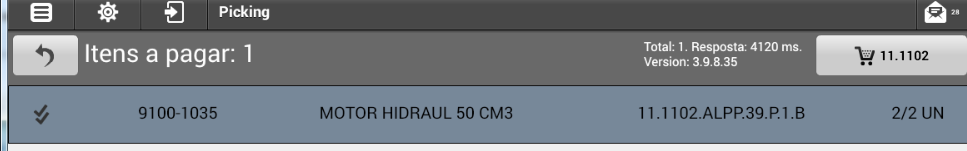 Picking
28
Itens a pagar: 1
Total: 1. Resposta: 4120 ms.
Version: 3.9.8.35
11.1102
9100-1035 MOTOR HIDRAUL 50 CM3 11.1102.ALPP.39.P.1.B 2/2 UN